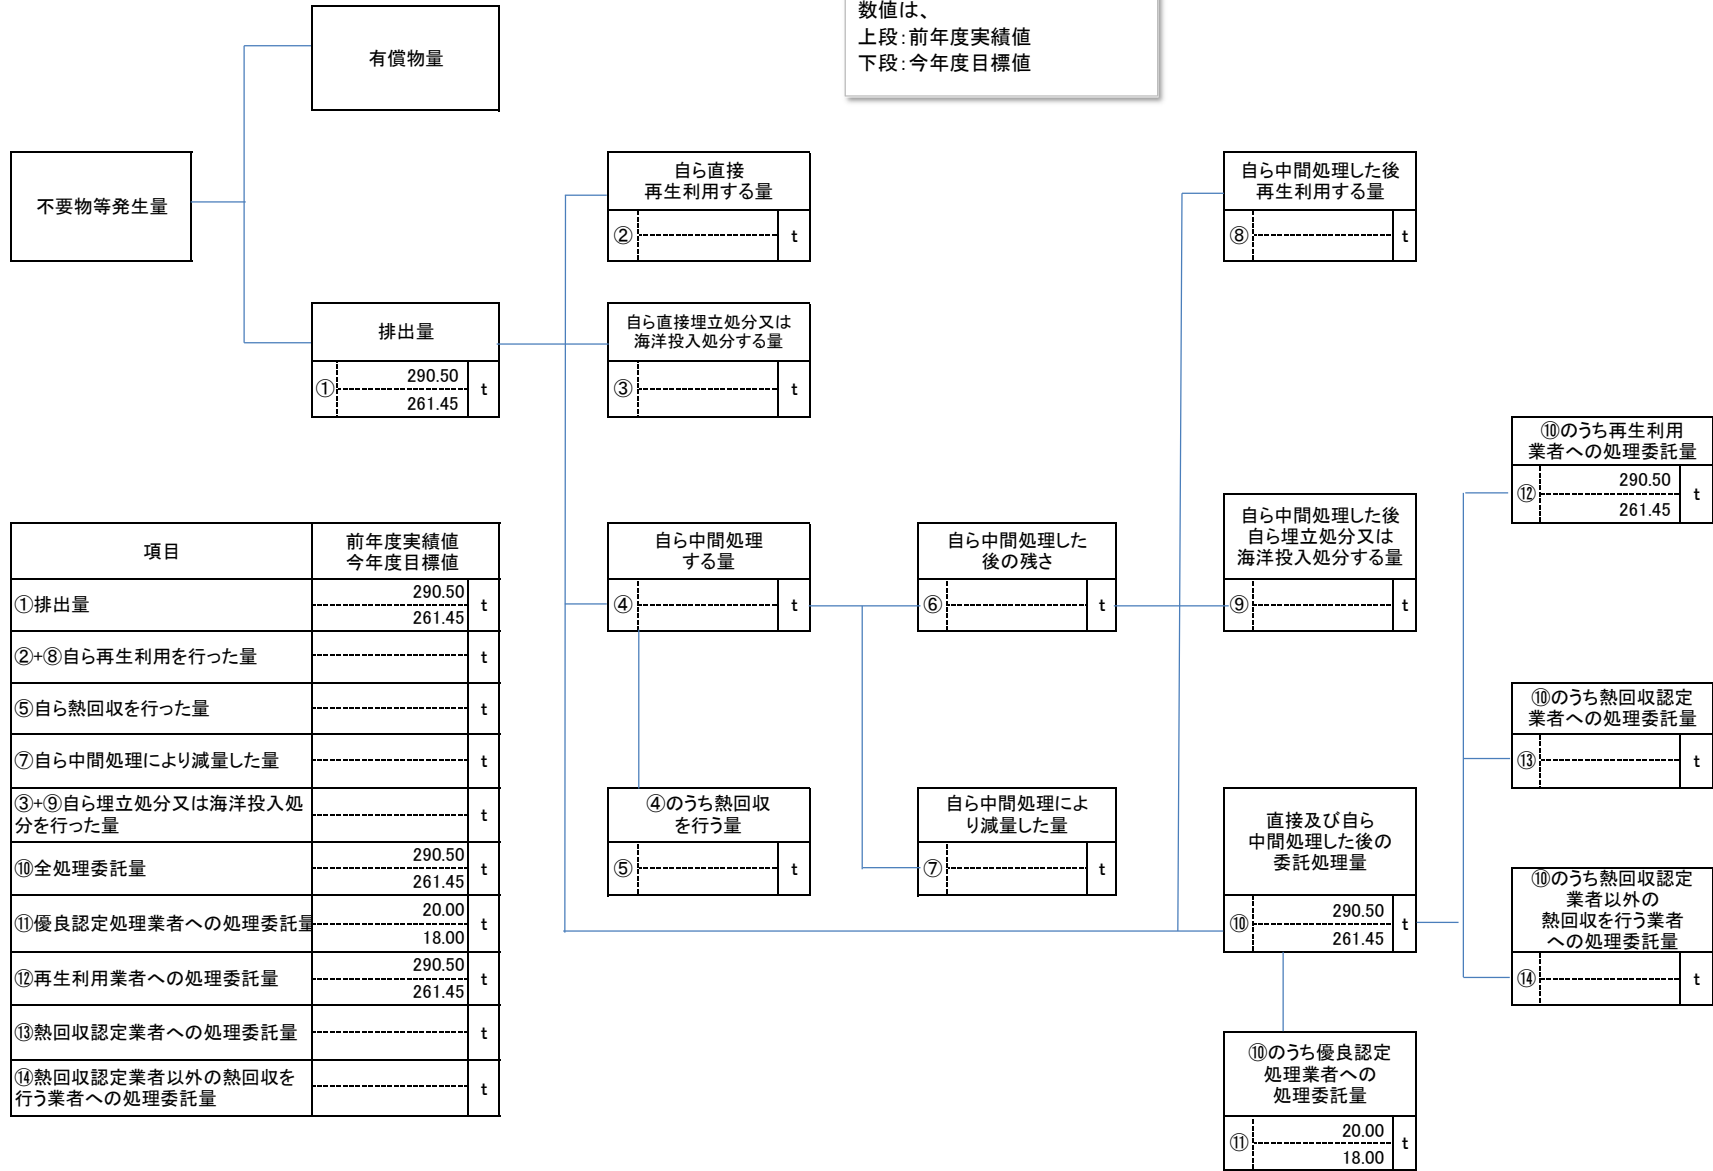 数値は、
上段：前年度実績値
下段：今年度目標値
有償物量
不要物等発生量
自ら直接
再生利用する量
② t
自ら中間処理した後
再生利用する量
⑧ t
排出量
① 290.50 t
261.45
自ら直接埋立処分又は
海洋投入処分する量
③ t
⑩のうち再生利用
業者への処理委託量
⑫ 290.50 t
261.45
自ら中間処理
する量
④ t
自ら中間処理した
後の残さ
⑥ t
自ら中間処理した後
自ら埋立処分又は
海洋投入処分する量
⑨ t
⑩のうち熱回収認定
業者への処理委託量
⑬ t
④のうち熱回収
を行う量
⑤ t
自ら中間処理によ
り減量した量
⑦ t
直接及び自ら
中間処理した後の
委託処理量
⑩ 290.50 t
261.45
⑩のうち熱回収認定
業者以外の
熱回収を行う業者
への処理委託量
⑭ t
⑩のうち優良認定
処理業者への
処理委託量
⑪ 20.00 t
18.00
項目 前年度実績値
今年度目標値
①排出量 290.50 t
261.45
②+⑧自ら再生利用を行った量 t
⑤自ら熱回収を行った量 t
⑦自ら中間処理により減量した量 t
③+⑨自ら埋立処分又は海洋投入処
分を行った量 t
⑩全処理委託量 290.50 t
261.45
⑪優良認定処理業者への処理委託量 20.00 t
18.00
⑫再生利用業者への処理委託量 290.50 t
261.45
⑬熱回収認定業者への処理委託量 t
⑭熱回収認定業者以外の熱回収を
行う業者への処理委託量 t